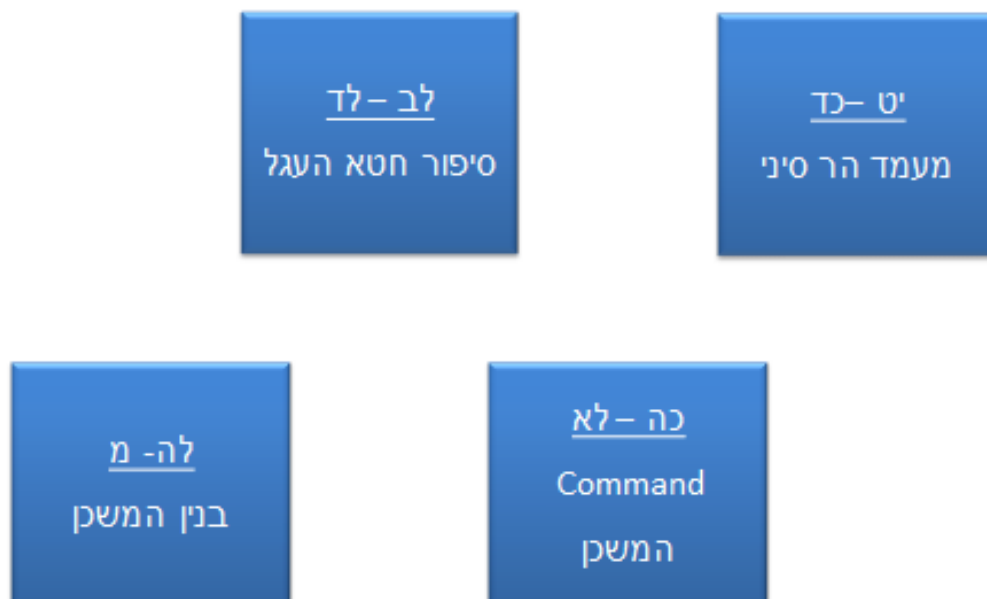 יט –כד
מעמד הר סיני
לב – לד
סיפור חטא העגל
כה – לא
Command
המשכן
לה- מ
בנין המשכן